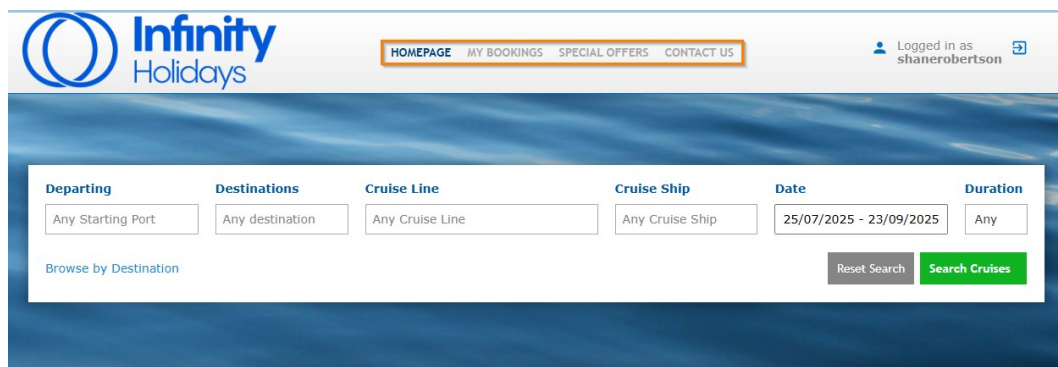 Infinity
Holidays
HOMEPAGE MY BOOKINGS SPECIAL OFFERS CONTACT US
Logged in as
shanerobertson
Departing Destinations Cruise Line Cruise Ship Date Duration
Any Starting Port Any destination Any Cruise Line Any Cruise Ship 25/07/2025 - 23/09/2025 Any
Browse by Destination Reset Search Search Cruises